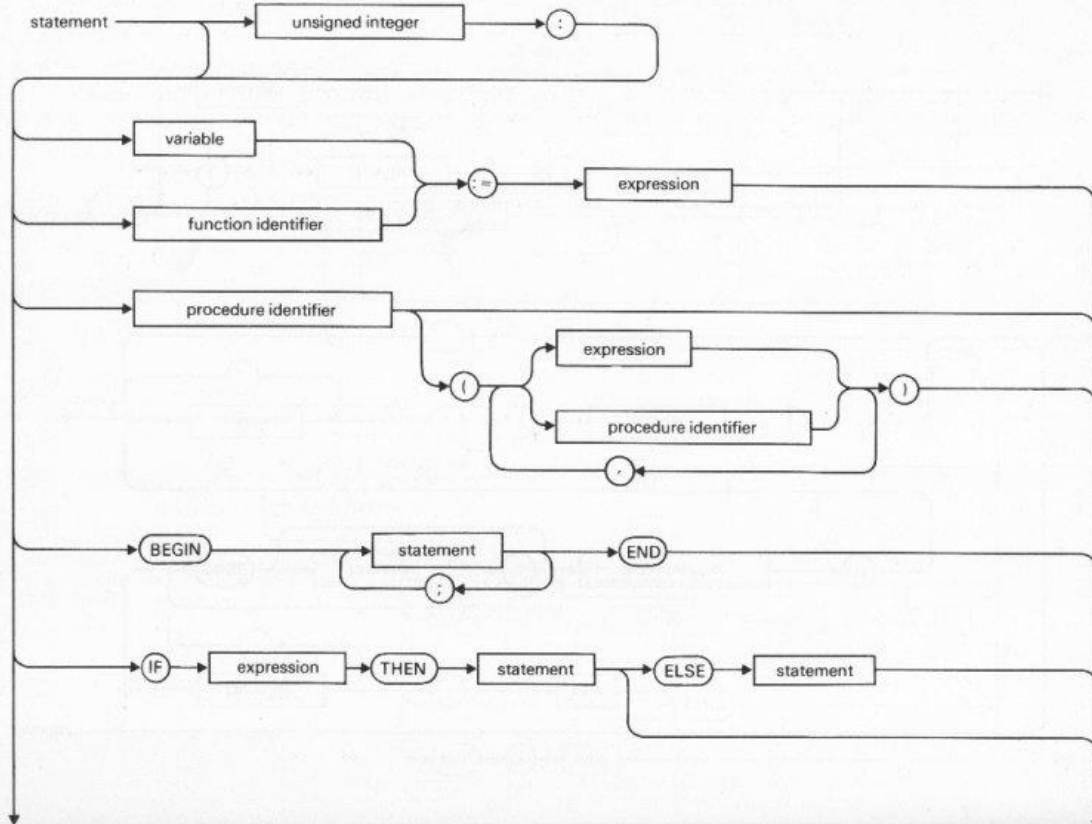 statement unsigned integer :
variable
:= expression
function identifier
procedure identifier
expression
( )
procedure identifier
,
BEGIN statement END
;
IF expression THEN statement ELSE statement